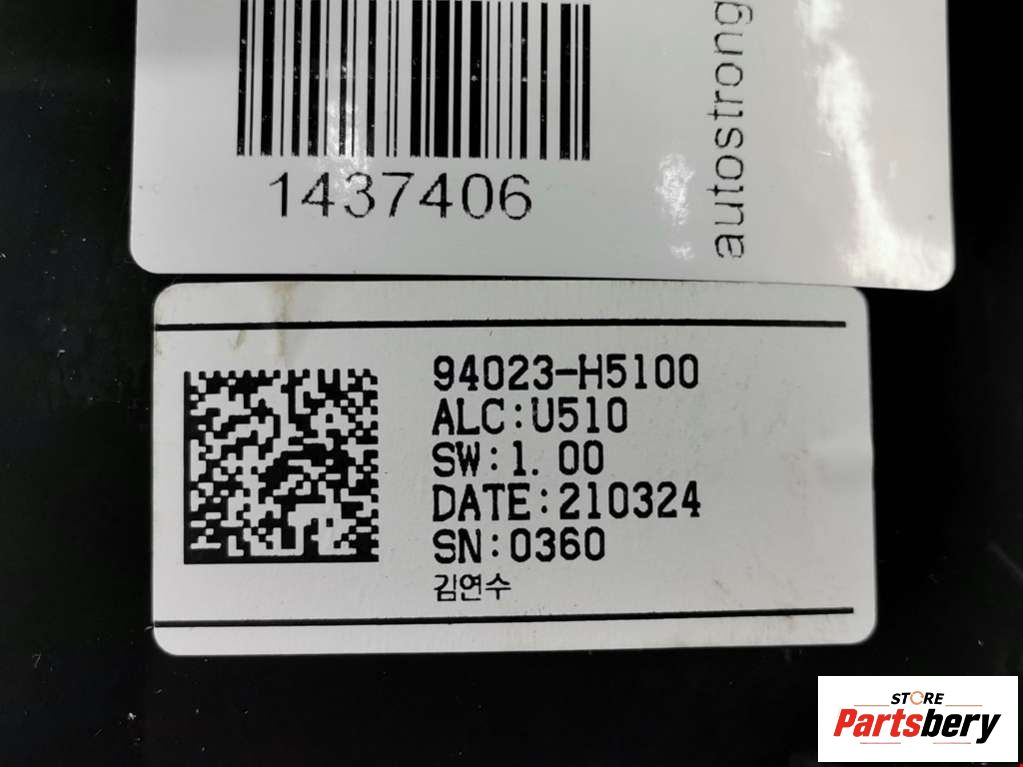 1437406
autostrong
94023-H5100
ALC:U510
SW:1.00
DATE:210324
SN:0360
김연수
STORE
Partsbery